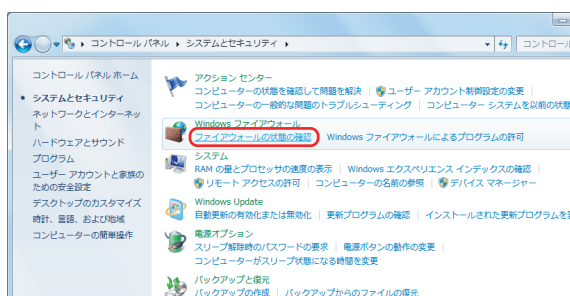 コントロール パネル ▸ システムとセキュリティ ▸
コントロール
コントロール パネル ホーム
システムとセキュリティ
ネットワークとインターネッ
ト
ハードウェアとサウンド
プログラム
ユーザー アカウントと家族の
ための安全設定
デスクトップのカスタマイズ
時計、言語、および地域
コンピューターの簡単操作
アクション センター
コンピューターの状態を確認して問題を解決 | ユーザー アカウント制御設定の変更 |
コンピューターの一般的な問題のトラブルシューティング | コンピューター システムを以前の状態
Windows ファイアウォール
ファイアウォールの状態の確認 | Windows ファイアウォールによるプログラムの許可
システム
RAM の量とプロセッサの速度の表示 | Windows エクスペリエンス インデックスの確認 |
リモート アクセスの許可 | コンピューターの名前の参照 | デバイス マネージャー
Windows Update
自動更新の有効化または無効化 | 更新プログラムの確認 | インストールされた更新プログラムを
電源オプション
スリープ解除時のパスワードの要求 | 電源ボタンの動作の変更 |
コンピューターがスリープ状態になる時間を変更
バックアップと復元
バックアップの作成 | バックアップからのファイルの復元